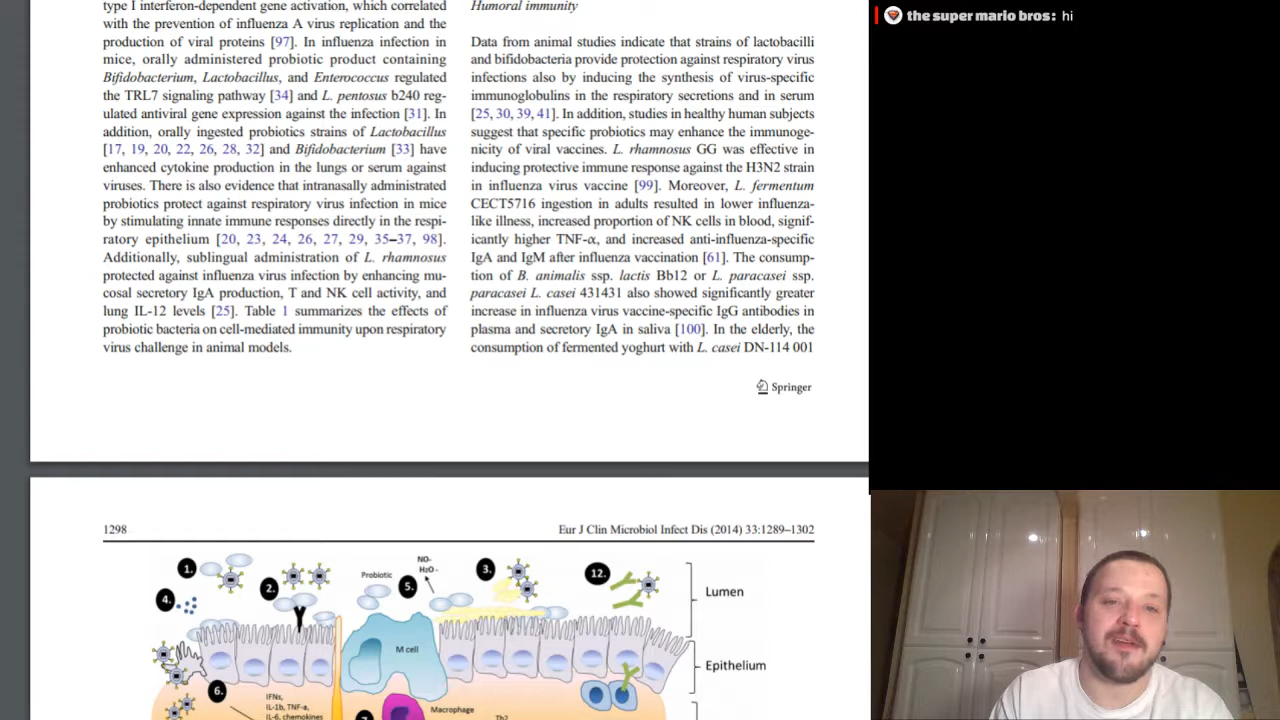 type I interferon-dependent gene activation, which correlated
with the prevention of influenza A virus replication and the
production of viral proteins [97]. In influenza infection in
mice, orally administered probiotic product containing
Bifidobacterium, Lactobacillus, and Enterococcus regulated
the TRL7 signaling pathway [34] and L. pentosus b240 reg-
ulated antiviral gene expression against the infection [31]. In
addition, orally ingested probiotics strains of Lactobacillus
[17, 19, 20, 22, 26, 28, 32] and Bifidobacterium [33] have
enhanced cytokine production in the lungs or serum against
viruses. There is also evidence that intranasally administrated
probiotics protect against respiratory virus infection in mice
by stimulating innate immune responses directly in the respi-
ratory epithelium [20, 23, 24, 26, 27, 29, 35–37, 98].
Additionally, sublingual administration of L. rhamnosus
protected against influenza virus infection by enhancing mu-
cosal secretory IgA production, T and NK cell activity, and
lung IL-12 levels [25]. Table 1 summarizes the effects of
probiotic bacteria on cell-mediated immunity upon respiratory
virus challenge in animal models.
Humoral immunity
Data from animal studies indicate that strains of lactobacilli
and bifidobacteria provide protection against respiratory virus
infections also by inducing the synthesis of virus-specific
immunoglobulins in the respiratory secretions and in serum
[25, 30, 39, 41]. In addition, studies in healthy human subjects
suggest that specific probiotics may enhance the immunoge-
nicity of viral vaccines. L. rhamnosus GG was effective in
inducing protective immune response against the H3N2 strain
in influenza virus vaccine [99]. Moreover, L. fermentum
CECT5716 ingestion in adults resulted in lower influenza-
like illness, increased proportion of NK cells in blood, signif-
icantly higher TNF-α, and increased anti-influenza-specific
IgA and IgM after influenza vaccination [61]. The consump-
tion of B. animalis ssp. lactis Bb12 or L. paracasei ssp.
paracasei L. casei 431431 also showed significantly greater
increase in influenza virus vaccine-specific IgG antibodies in
plasma and secretory IgA in saliva [100]. In the elderly, the
consumption of fermented yoghurt with L. casei DN-114 001
Springer
the super mario bros: hi
1298
Eur J Clin Microbiol Infect Dis (2014) 33:1289–1302
1.
2.
Probiotic
5.
NO-
H2O-
3.
12.
Lumen
4.
M cell
Epithelium
6.
IFNs,
IL-1b, TNF-a,
IL-6, chemokines
7.
Macrophage
Th2